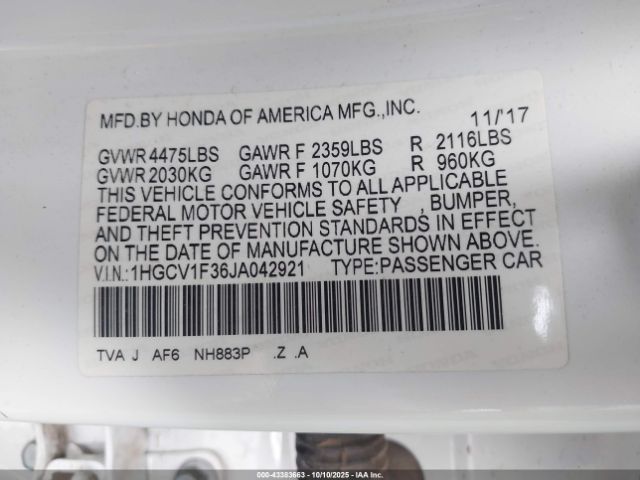 MFD.BY HONDA OF AMERICA MFG.,INC. 11/'17
GVWR 4475LBS GAWR F 2359LBS R 2116LBS
GVWR 2030KG GAWR F 1070KG R 960KG
THIS VEHICLE CONFORMS TO ALL APPLICABLE
FEDERAL MOTOR VEHICLE SAFETY , BUMPER,
AND THEFT PREVENTION STANDARDS IN EFFECT
ON THE DATE OF MANUFACTURE SHOWN ABOVE.
V.I.N.:1HGCV1F36JA042921 TYPE:PASSENGER CAR
TVA J AF6 NH883P .Z .A
000-43383663 - 10/10/2025 - Copyright IAA